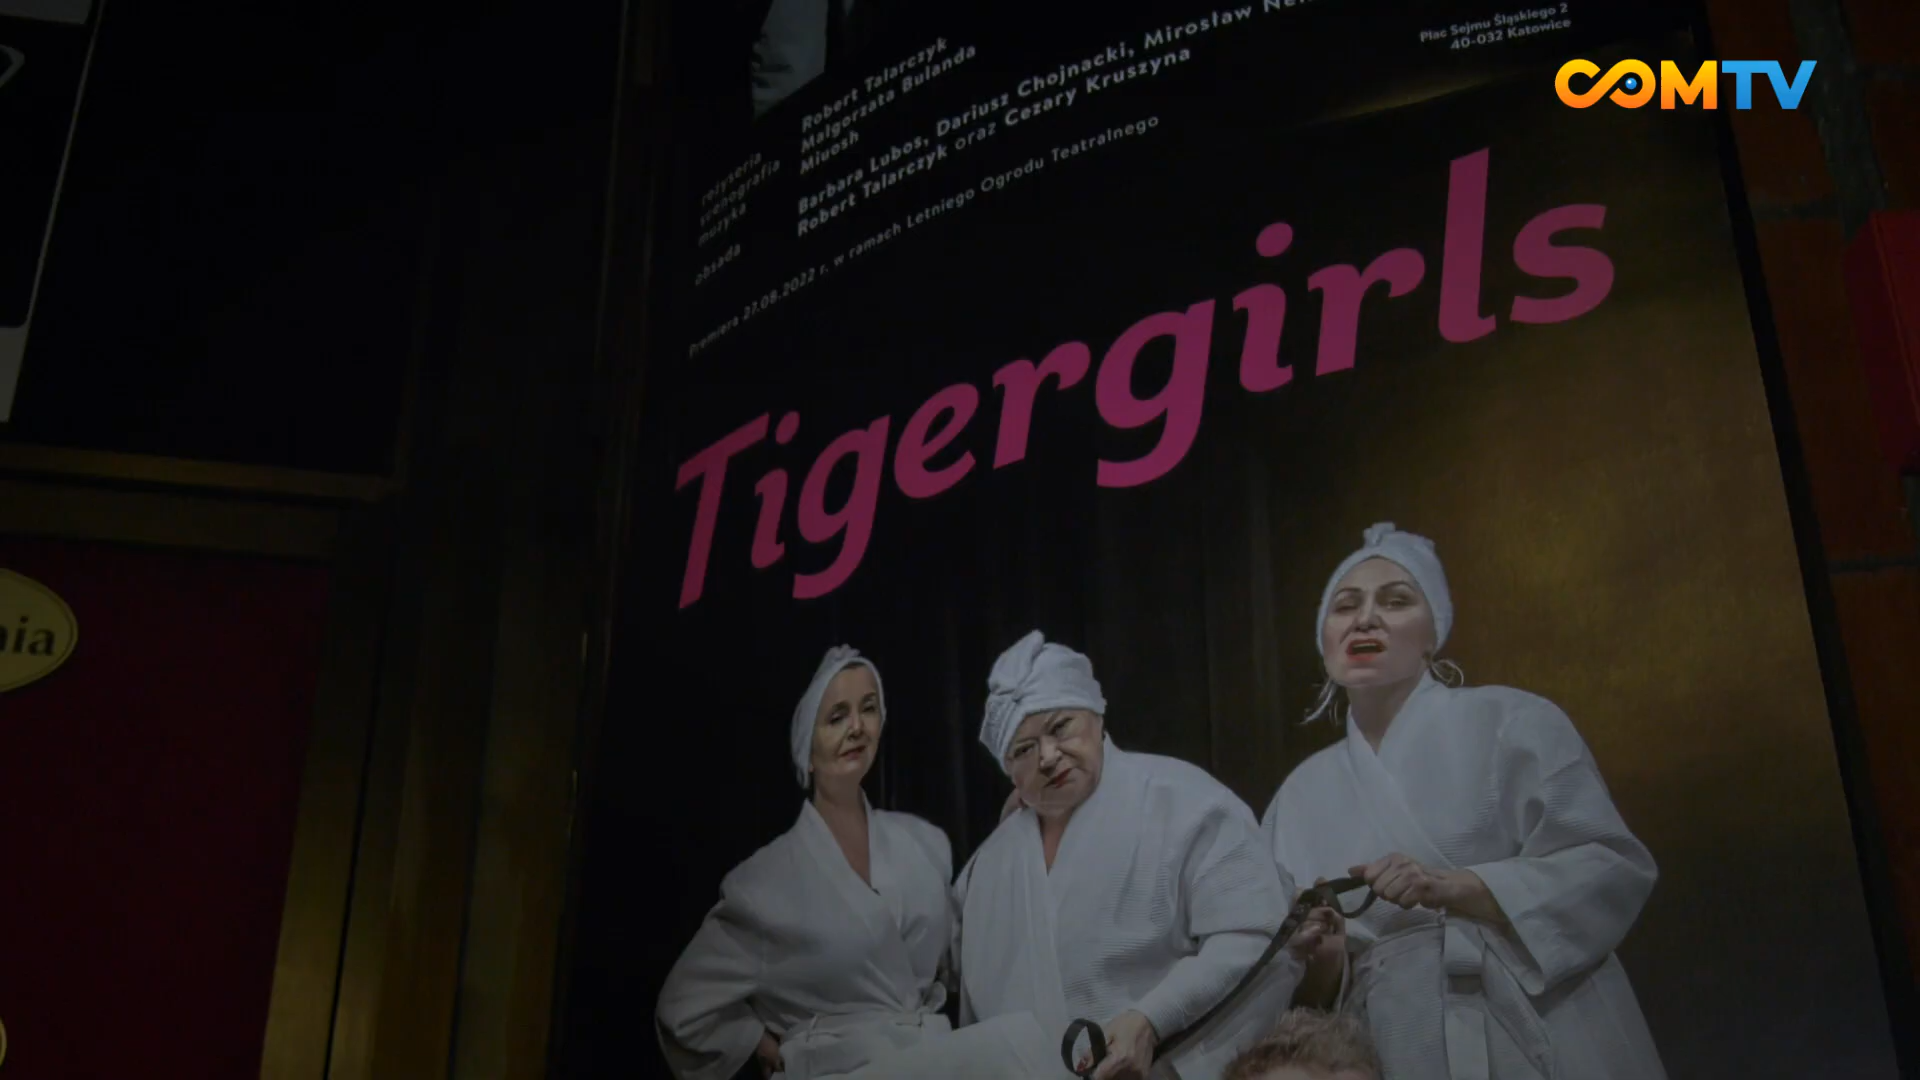 Plac Sejmu Śląskiego 2
40-032 Katowice
COMTV
reżyseria Robert Talarczyk
scenografia Małgorzata Bulanda
muzyka Miuosh
obsada Barbara Lubos, Dariusz Chojnacki, Mirosław
Robert Talarczyk oraz Cezary Kruszyna
Premiera 27.08.2022 r. w ramach Letniego Ogrodu Teatralnego
Tigergirls
nia